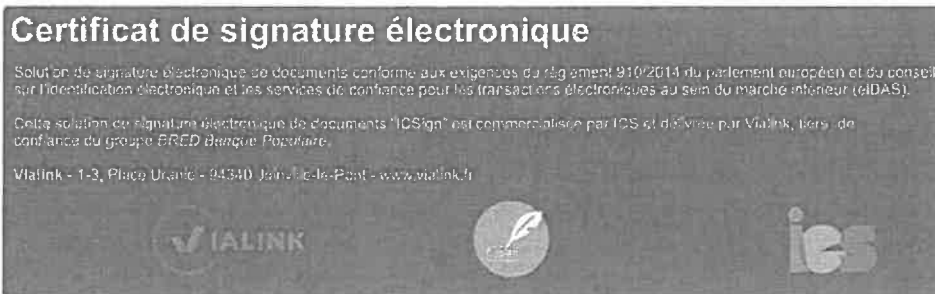 Certificat de signature électronique
Solution de signature électronique de documents conforme aux exigences du règlement 910/2014 du parlement européen et du conseil
sur l'identification électronique et les services de confiance pour les transactions électroniques au sein du marché intérieur (eIDAS).
Cette solution de signature électronique de documents "ICSign" est commercialisée par ICS et délivrée par Vialink, tiers de
confiance du groupe BRED Banque Populaire.
Vialink - 1-3, Place Uranie - 94340 Joinville-le-Pont - www.vialink.fr
VIALINK
ics